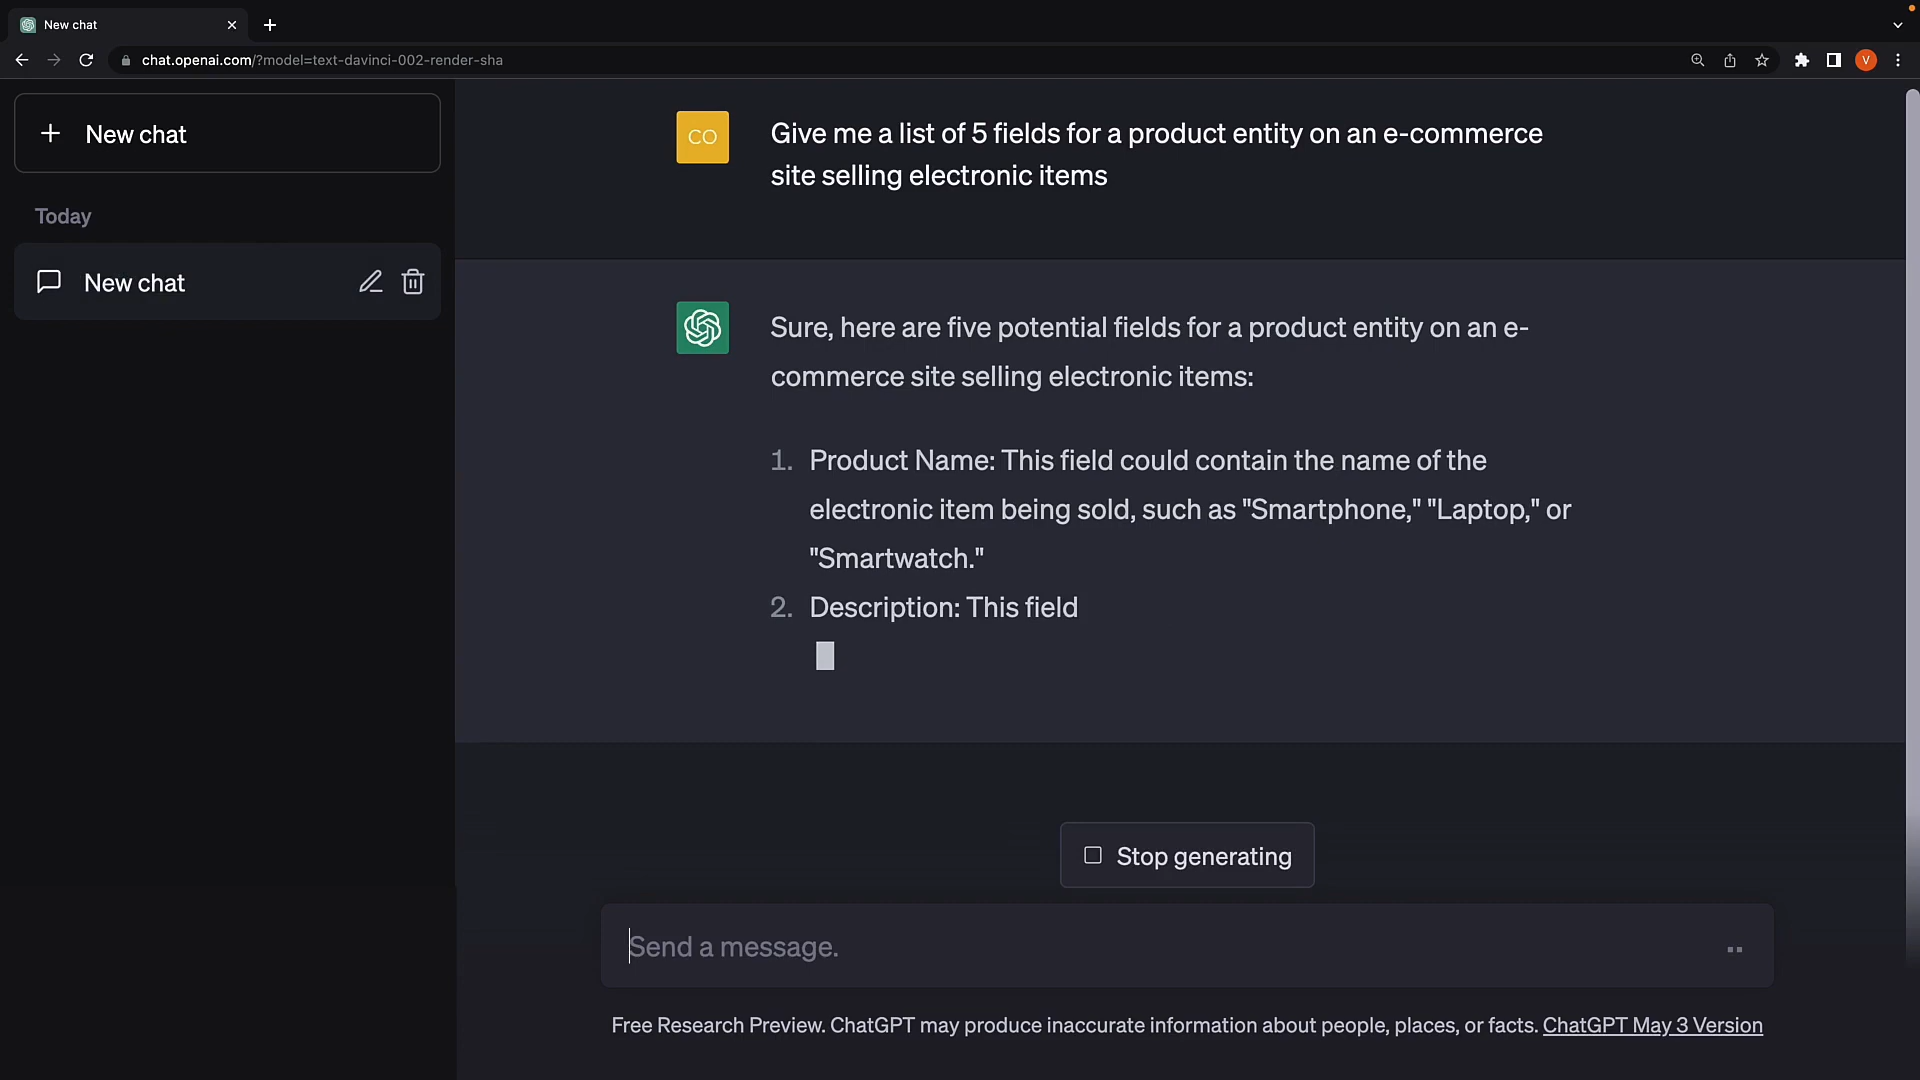 New chat
chat.openai.com/?model=text-davinci-002-render-sha
V
New chat
Today
New chat
CO
Give me a list of 5 fields for a product entity on an e-commerce
site selling electronic items
Sure, here are five potential fields for a product entity on an e-
commerce site selling electronic items:
1. Product Name: This field could contain the name of the
electronic item being sold, such as "Smartphone," "Laptop," or
"Smartwatch."
2. Description: This field
Stop generating
Send a message.
Free Research Preview. ChatGPT may produce inaccurate information about people, places, or facts. ChatGPT May 3 Version